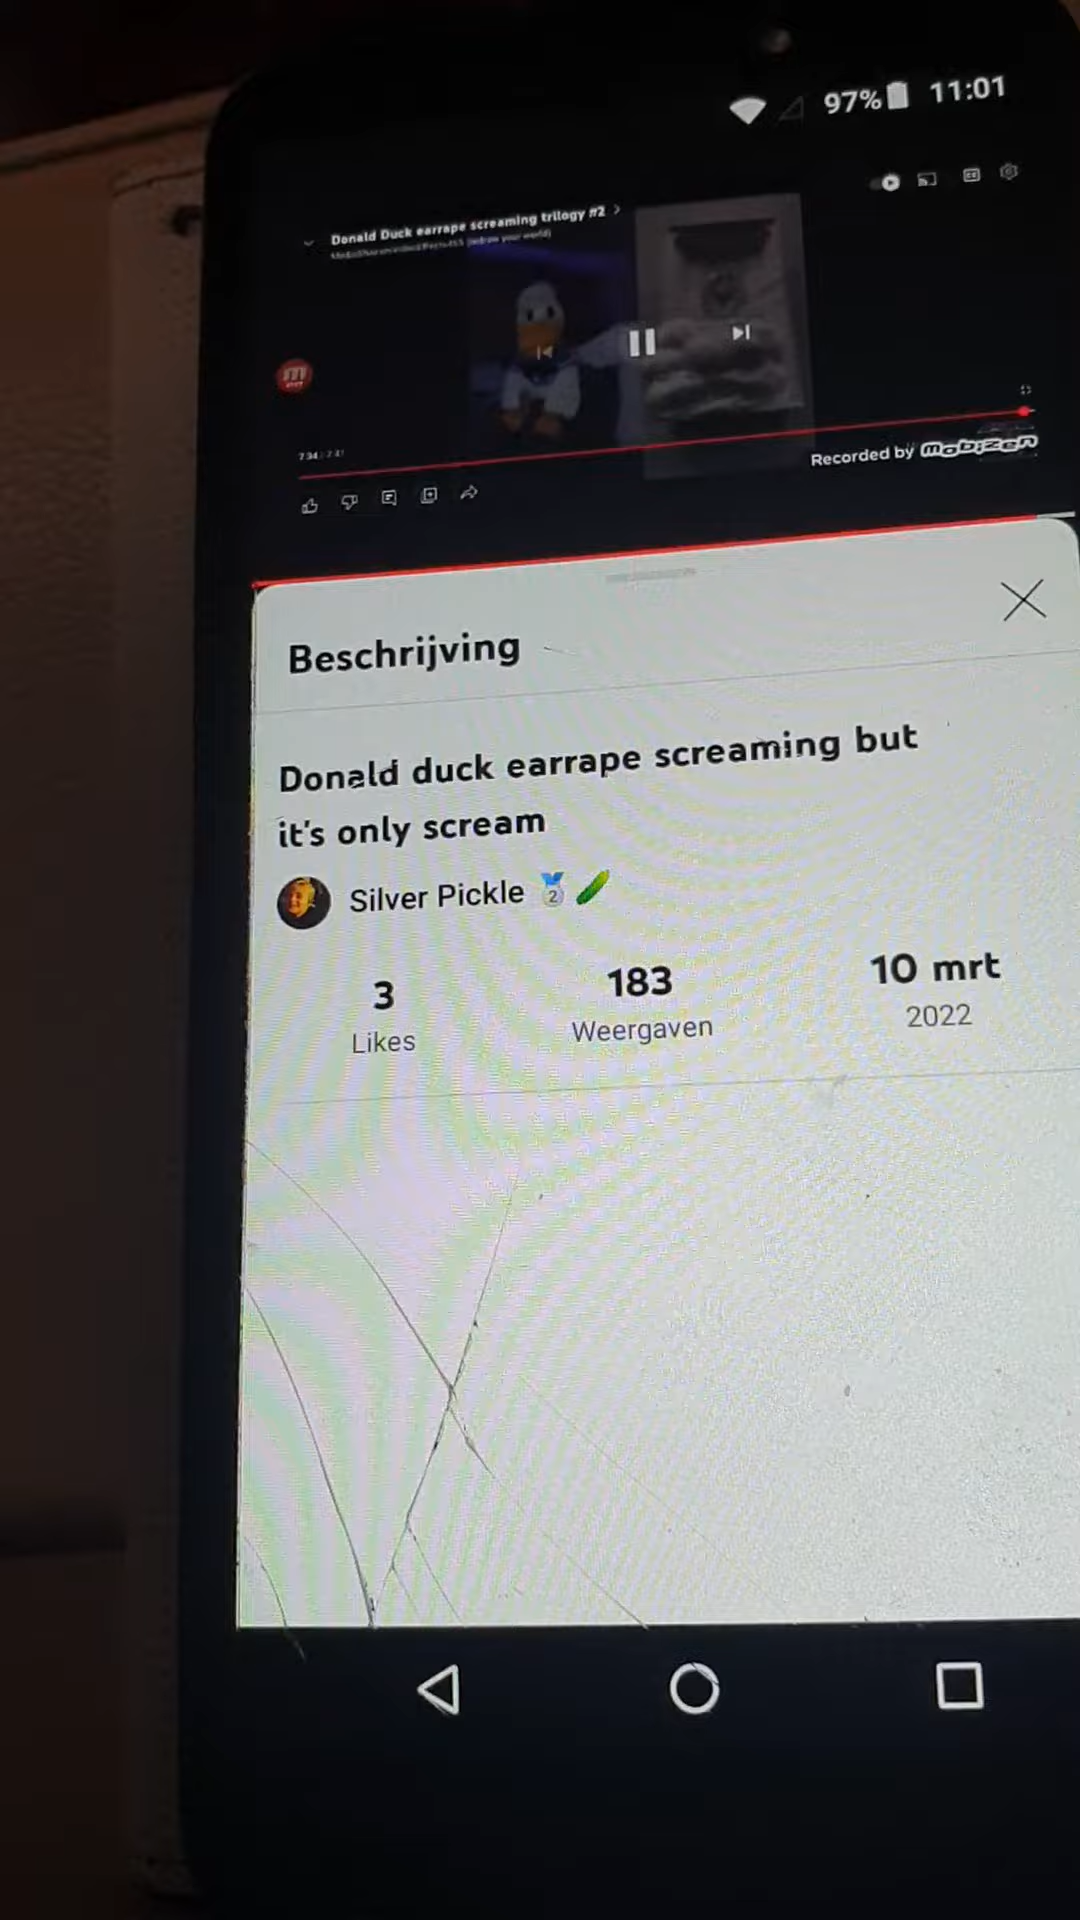 97% 11:01
Donald Duck earrape screaming trilogy #2
Recorded by mobizen
Beschrijving
Donald duck earrape screaming but
it's only scream
Silver Pickle 🥈🥒
3 183 10 mrt
Likes Weergaven 2022